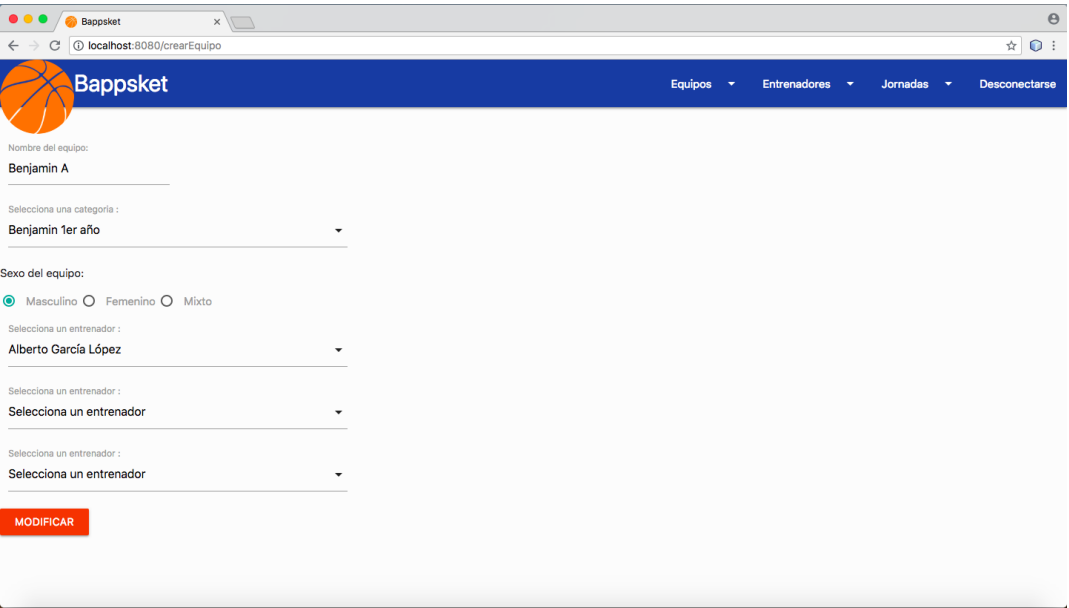 Bappsket
localhost:8080/crearEquipo
Bappsket Equipos Entrenadores Jornadas Desconectarse
Nombre del equipo:
Benjamin A
Selecciona una categoria :
Benjamin 1er año
Sexo del equipo:
Masculino Femenino Mixto
Selecciona un entrenador :
Alberto García López
Selecciona un entrenador :
Selecciona un entrenador
Selecciona un entrenador :
Selecciona un entrenador
MODIFICAR